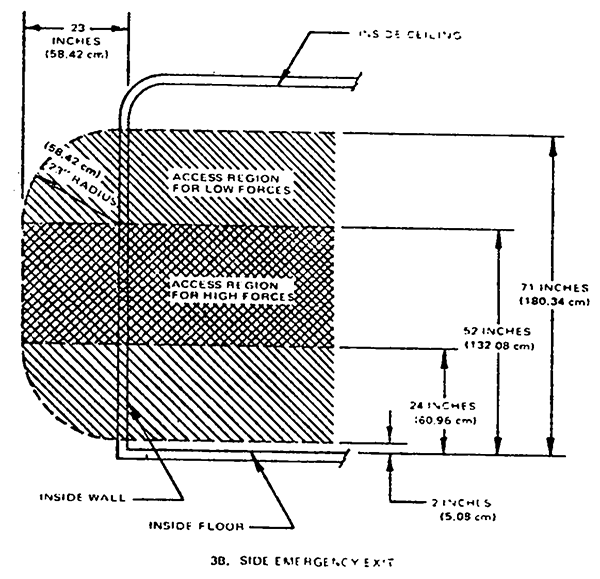 23
INCHES
(58.42 cm)
INSIDE CEILING
(58.42 cm)
23" RADIUS
ACCESS REGION
FOR LOW FORCES
ACCESS REGION
FOR HIGH FORCES
71 INCHES
(180.34 cm)
52 INCHES
(132.08 cm)
24 INCHES
(60.96 cm)
2 INCHES
(5.08 cm)
INSIDE WALL
INSIDE FLOOR
3B. SIDE EMERGENCY EXIT